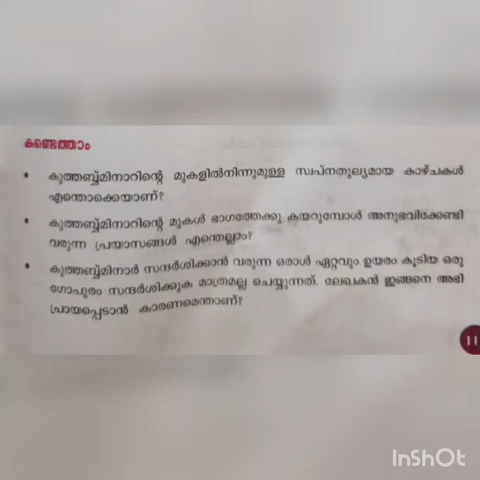 കണ്ടെത്താം
• കുത്തബ്ബ്മിനാറിന്റെ മുകളിൽനിന്നുമുള്ള സ്വപ്നതുല്യമായ കാഴ്ചകൾ
എന്തൊക്കെയാണ്?
• കുത്തബ്ബ്മിനാറിന്റെ മുകൾ ഭാഗത്തേക്കു കയറുമ്പോൾ അനുഭവിക്കേണ്ടി
വരുന്ന പ്രയാസങ്ങൾ എന്തെല്ലാം?
• കുത്തബ്ബ്മിനാർ സന്ദർശിക്കാൻ വരുന്ന ഒരാൾ ഏറ്റവും ഉയരം കൂടിയ ഒരു
ഗോപുരം സന്ദർശിക്കുക മാത്രമല്ല ചെയ്യുന്നത്. ലേഖകൻ ഇങ്ങനെ അഭി
പ്രായപ്പെടാൻ കാരണമെന്താണ്?
11
InShOt